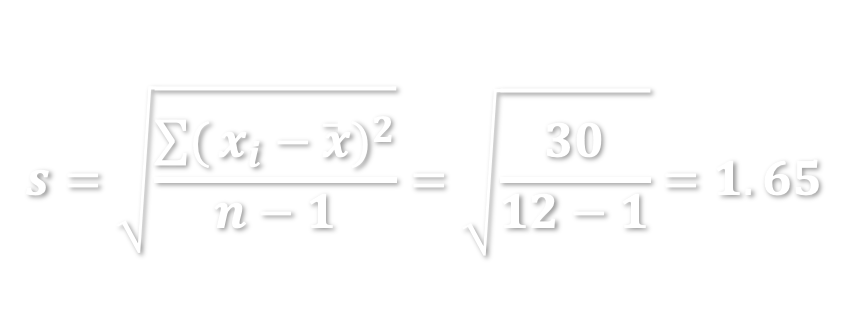 s = √(∑( xᵢ − x̄)² / (n − 1)) = √(30 / (12 − 1)) = 1.65